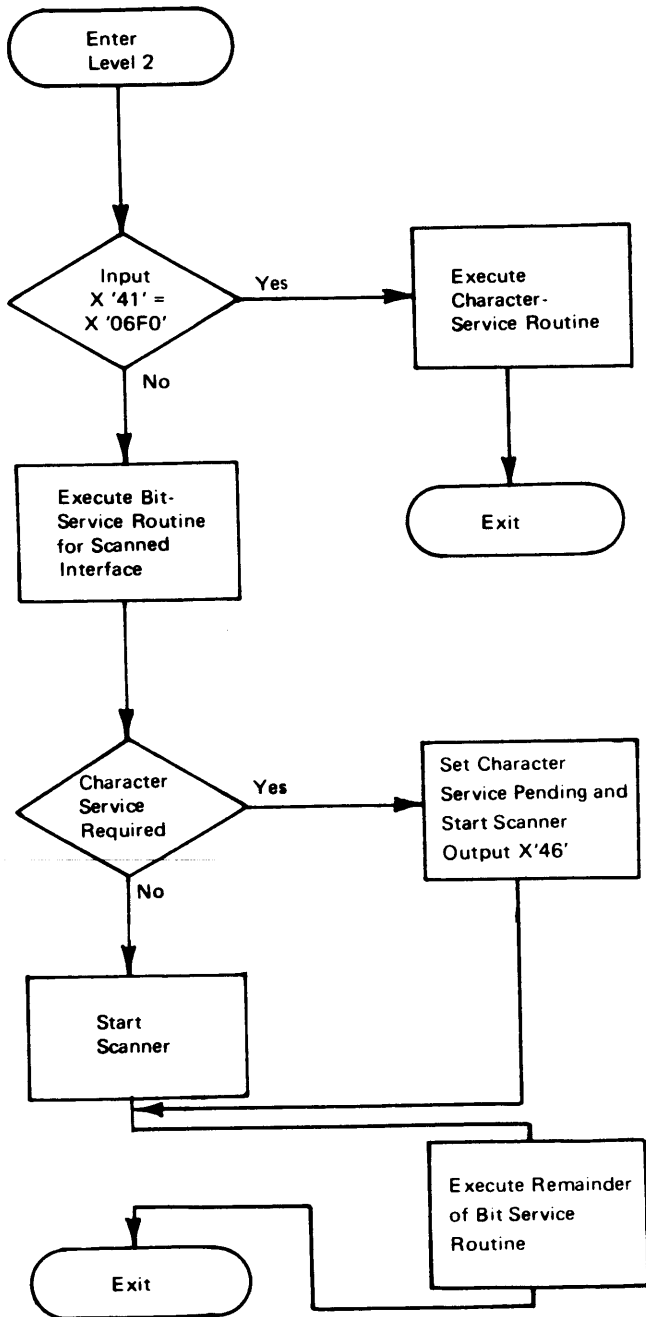 Enter
Level 2
Input
X '41' =
X '06F0'
Yes
Execute
Character-
Service Routine
No
Exit
Execute Bit-
Service Routine
for Scanned
Interface
Character
Service
Required
Yes
Set Character
Service Pending and
Start Scanner
Output X'46'
No
Start
Scanner
Execute Remainder
of Bit Service
Routine
Exit